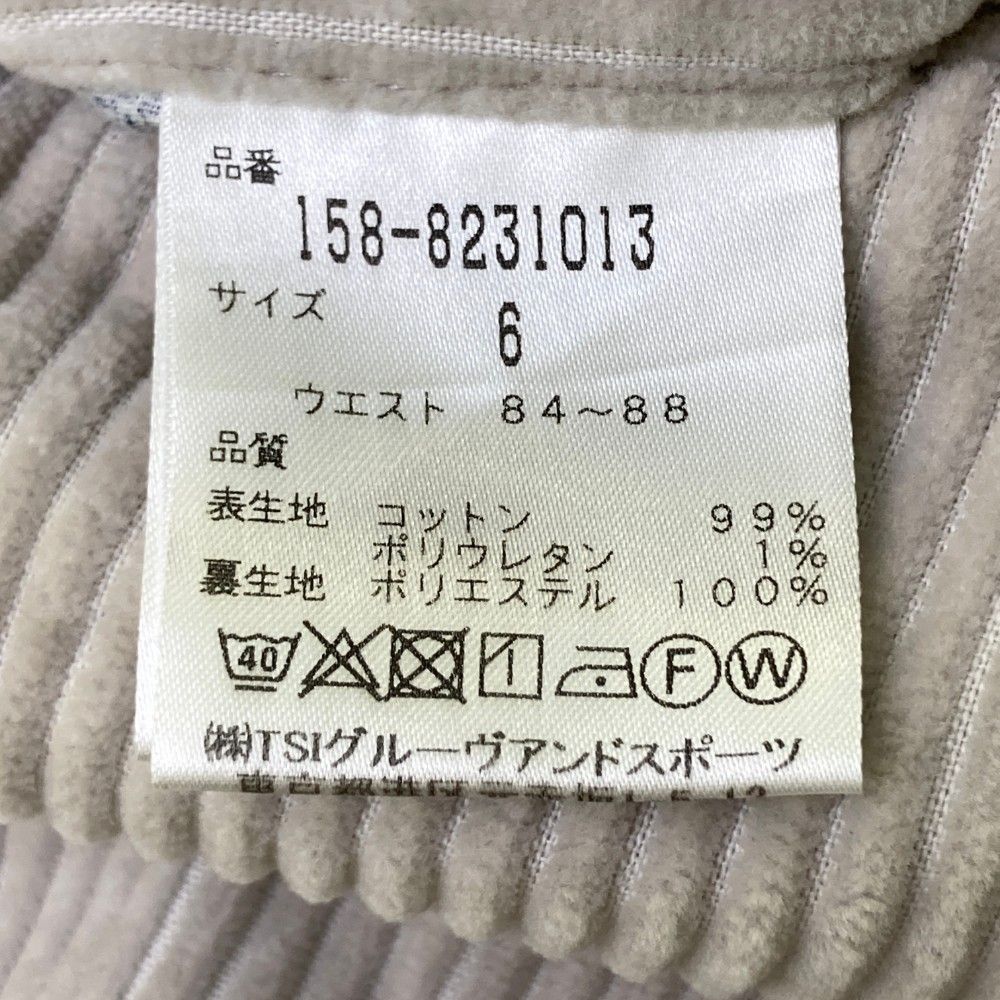 品番
158-8231013
サイズ
6
ウエスト 84～88
品質
表生地 コットン 99%
ポリウレタン 1%
裏生地 ポリエステル 100%
40 F W
㈱TSIグルーヴアンドスポーツ